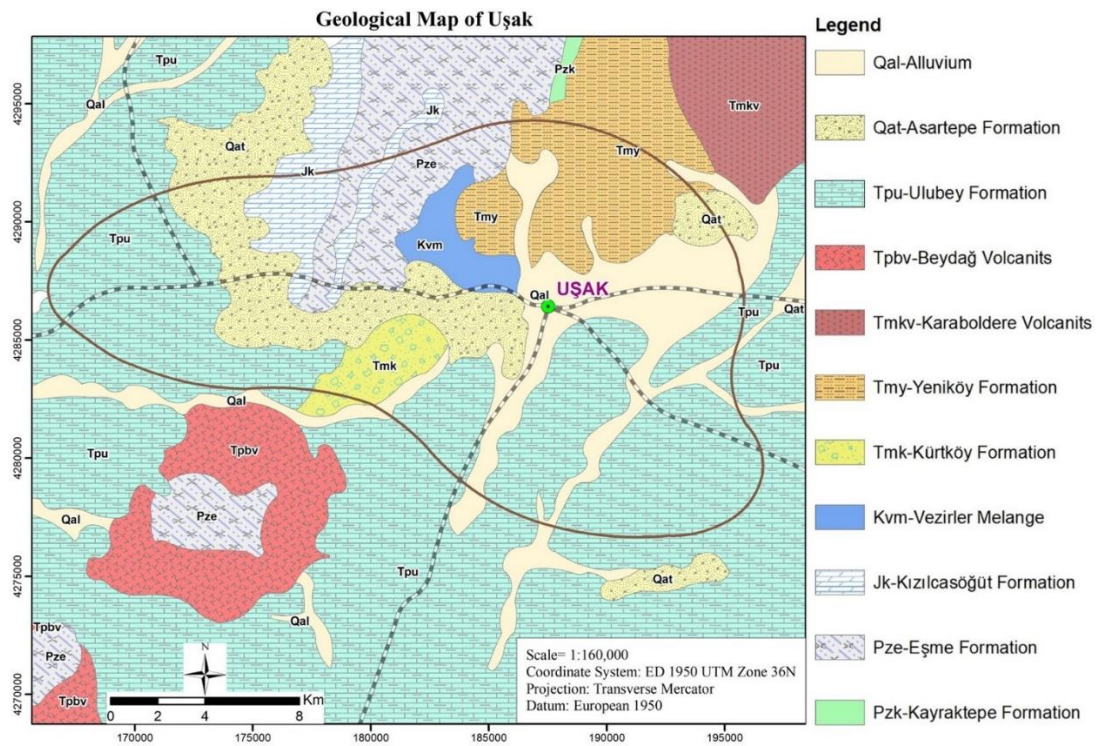 Geological Map of Uşak
Legend
Qal-Alluvium
Qat-Asartepe Formation
Tpu-Ulubey Formation
Tpbv-Beydağ Volcanits
Tmkv-Karaboldere Volcanits
Tmy-Yeniköy Formation
Tmk-Kürtköy Formation
Kvm-Vezirler Melange
Jk-Kızılcasöğüt Formation
Pze-Eşme Formation
Pzk-Kayraktepe Formation
4295000
4290000
4285000
4280000
4275000
4270000
Tpu
Pzk
Qal
Jk
Tmkv
Qat
Tmy
Pze
Jk
Tmy
Qat
Tpu
Kvm
Qal
UŞAK
Tpu
Qat
Tpu
Tmk
Qal
Tpu
Tpbv
Pze
Qal
Tpu
Qat
Qal
Tpbv
Pze
Tpbv
N
0 2 4 8
Km
Scale= 1:160,000
Coordinate System: ED 1950 UTM Zone 36N
Projection: Transverse Mercator
Datum: European 1950
170000 175000 180000 185000 190000 195000